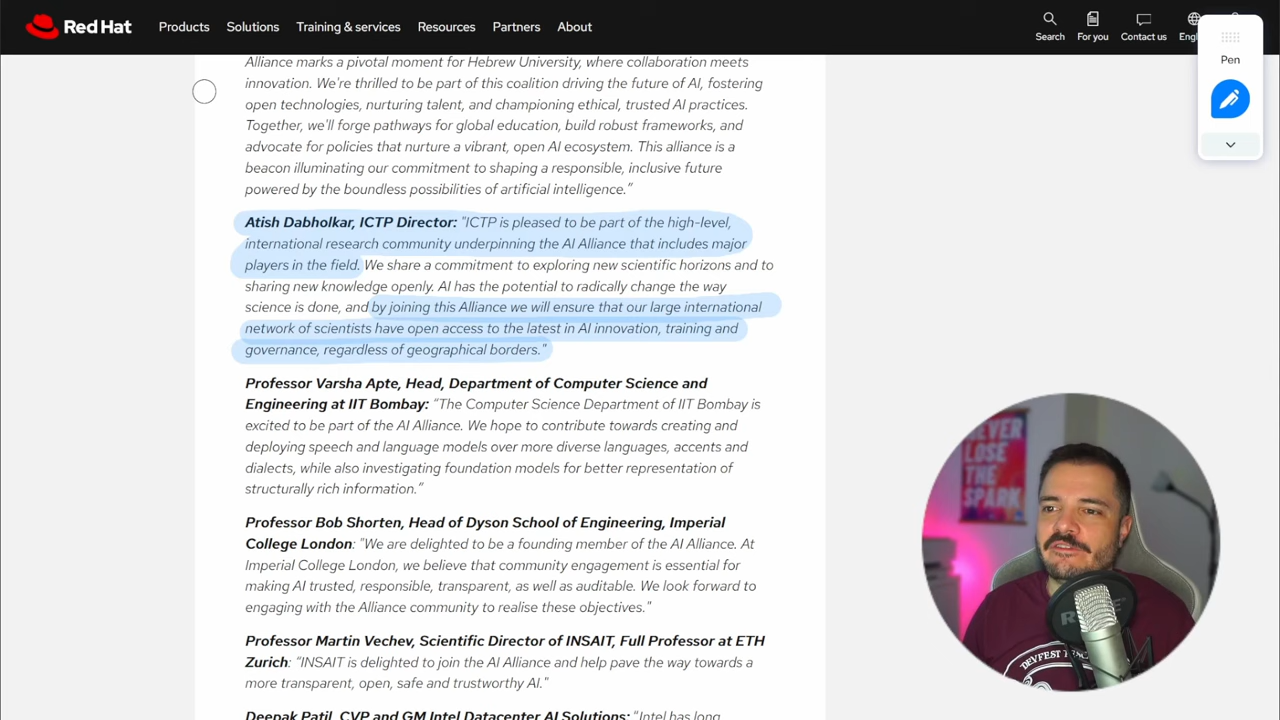 Red Hat
Products
Solutions
Training & services
Resources
Partners
About
Search
For you
Contact us
Pen
Alliance marks a pivotal moment for Hebrew University, where collaboration meets
innovation. We're thrilled to be part of this coalition driving the future of AI, fostering
open technologies, nurturing talent, and championing ethical, trusted AI practices.
Together, we'll forge pathways for global education, build robust frameworks, and
advocate for policies that nurture a vibrant, open AI ecosystem. This alliance is a
beacon illuminating our commitment to shaping a responsible, inclusive future
powered by the boundless possibilities of artificial intelligence.”
Atish Dabholkar, ICTP Director: "ICTP is pleased to be part of the high-level,
international research community underpinning the AI Alliance that includes major
players in the field. We share a commitment to exploring new scientific horizons and to
sharing new knowledge openly. AI has the potential to radically change the way
science is done, and by joining this Alliance we will ensure that our large international
network of scientists have open access to the latest in AI innovation, training and
governance, regardless of geographical borders."
Professor Varsha Apte, Head, Department of Computer Science and
Engineering at IIT Bombay: “The Computer Science Department of IIT Bombay is
excited to be part of the AI Alliance. We hope to contribute towards creating and
deploying speech and language models over more diverse languages, accents and
dialects, while also investigating foundation models for better representation of
structurally rich information.”
Professor Bob Shorten, Head of Dyson School of Engineering, Imperial
College London: "We are delighted to be a founding member of the AI Alliance. At
Imperial College London, we believe that community engagement is essential for
making AI trusted, responsible, transparent, as well as auditable. We look forward to
engaging with the Alliance community to realise these objectives."
Professor Martin Vechev, Scientific Director of INSAIT, Full Professor at ETH
Zurich: “INSAIT is delighted to join the AI Alliance and help pave the way towards a
more transparent, open, safe and trustworthy AI."
Deepak Patil, CVP and GM Intel Datacenter AI Solutions: “Intel has long
LOSE
THE
SPARK